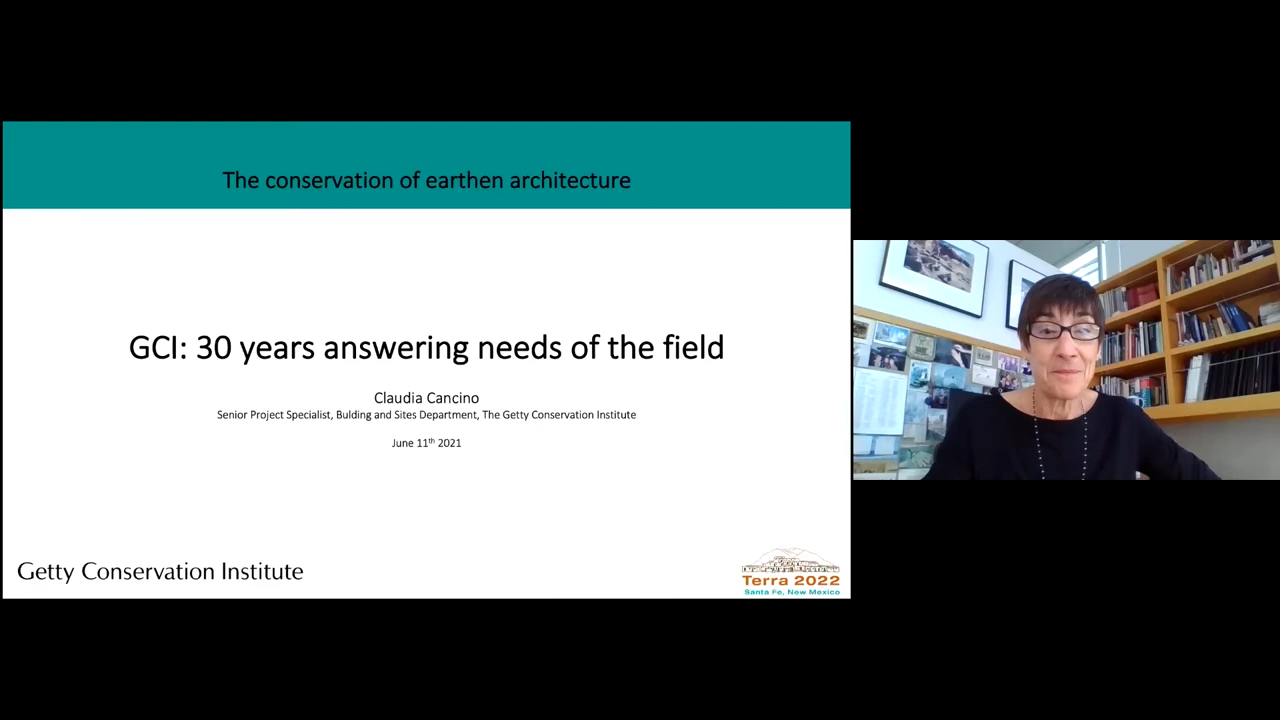 The conservation of earthen architecture
GCI: 30 years answering needs of the field
Claudia Cancino
Senior Project Specialist, Bulding and Sites Department, The Getty Conservation Institute
June 11th 2021
Getty Conservation Institute
Terra 2022
Santa Fe, New Mexico